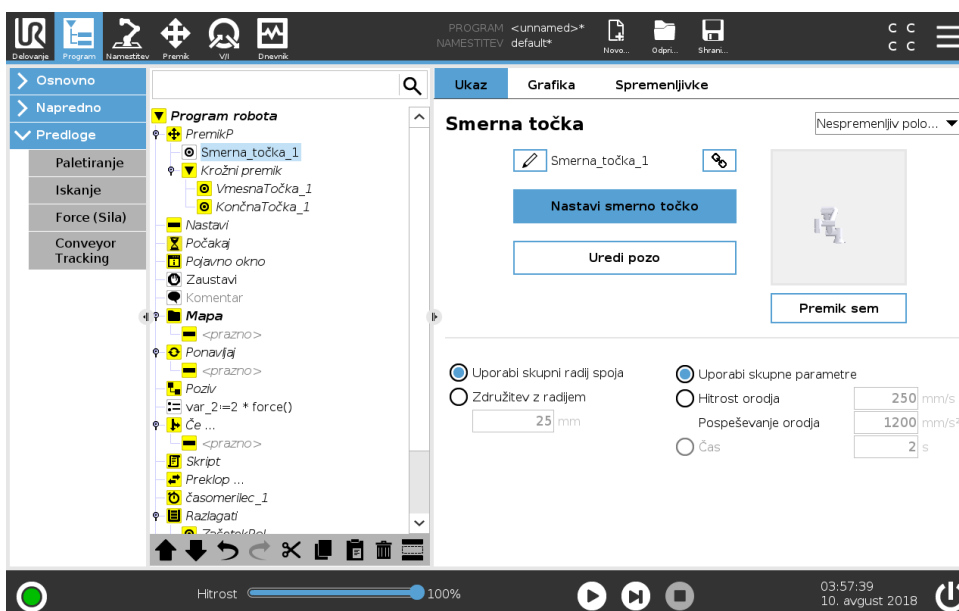 UR
PROGRAM <unnamed>*
NAMESTITEV default*
Delovanje Program Namestitev Premik V/I Dnevnik Novo... Odpri... Shrani...
C C
C C
Osnovno
Napredno
Predloge
Paletiranje
Iskanje
Force (Sila)
Conveyor
Tracking
Program robota
PremikP
Smerna_točka_1
Krožni premik
VmesnaTočka_1
KončnaTočka_1
Nastavi
Počakaj
Pojavno okno
Zaustavi
Komentar
Mapa
<prazno>
Ponavljaj
<prazno>
Poziv
var_2:=2 * force()
Če ...
<prazno>
Skript
Preklop ...
časomerilec_1
Razlagati
ZačetekPol
Ukaz Grafika Spremenljivke
Smerna točka
Nespremenljiv polo...
Smerna_točka_1
Nastavi smerno točko
Uredi pozo
Premik sem
Uporabi skupni radij spoja
Združitev z radijem
25 mm
Uporabi skupne parametre
Hitrost orodja 250 mm/s
Pospeševanje orodja 1200 mm/s²
Čas 2 s
Hitrost 100%
03:57:39
10. avgust 2018